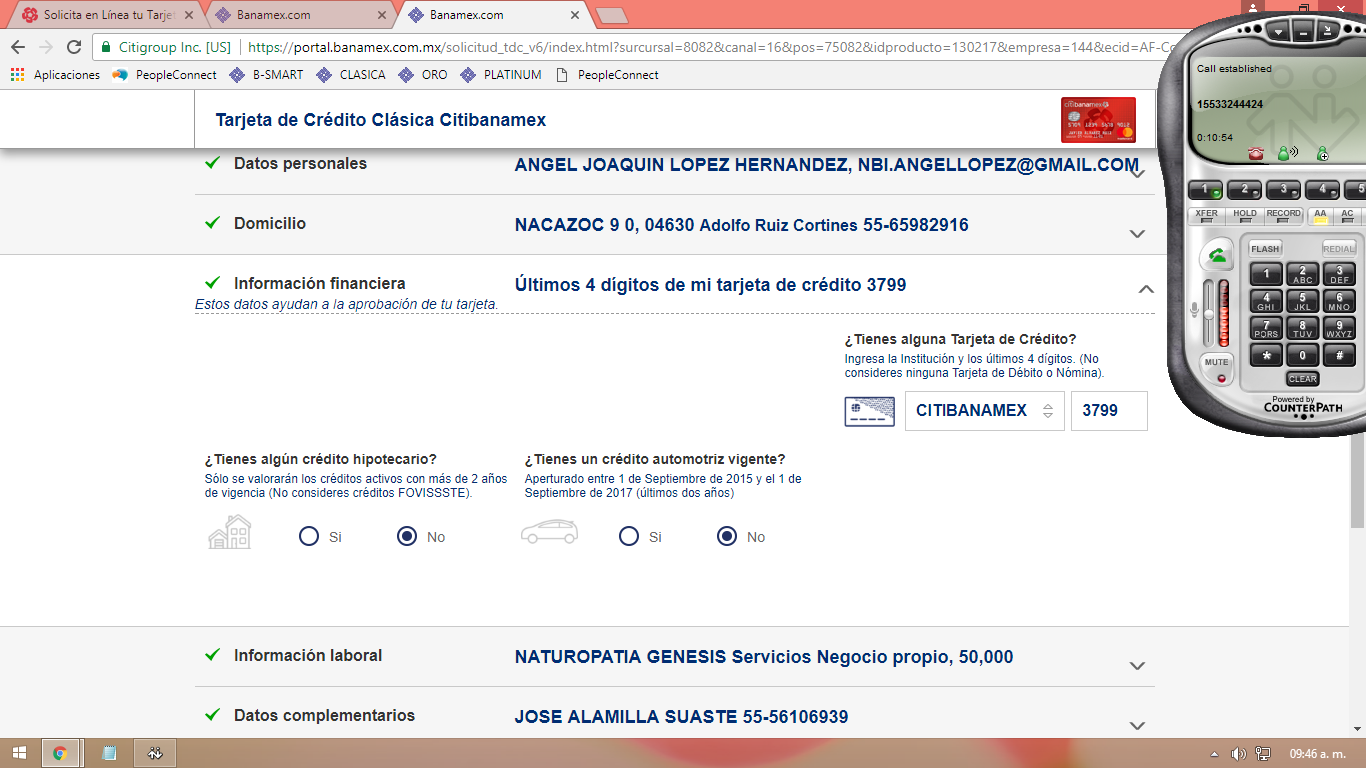 Solicita en Línea tu Tarjet
Banamex.com
Banamex.com
Citigroup Inc. [US]
https://portal.banamex.com.mx/solicitud_tdc_v6/index.html?surcursal=8082&canal=16&pos=75082&idproducto=130217&empresa=144&ecid=AF-Co
Aplicaciones
PeopleConnect
B-SMART
CLASICA
ORO
PLATINUM
PeopleConnect
Tarjeta de Crédito Clásica Citibanamex
citibanamex
Datos personales
ANGEL JOAQUIN LOPEZ HERNANDEZ, NBI.ANGELLOPEZ@GMAIL.COM
Domicilio
NACAZOC 9 0, 04630 Adolfo Ruiz Cortines 55-65982916
Información financiera
Últimos 4 dígitos de mi tarjeta de crédito 3799
Estos datos ayudan a la aprobación de tu tarjeta.
¿Tienes alguna Tarjeta de Crédito?
Ingresa la Institución y los últimos 4 dígitos. (No
consideres ninguna Tarjeta de Débito o Nómina).
CITIBANAMEX
3799
¿Tienes algún crédito hipotecario?
Sólo se valorarán los créditos activos con más de 2 años
de vigencia (No consideres créditos FOVISSSTE).
Si
No
¿Tienes un crédito automotriz vigente?
Aperturado entre 1 de Septiembre de 2015 y el 1 de
Septiembre de 2017 (últimos dos años)
Si
No
Información laboral
NATUROPATIA GENESIS Servicios Negocio propio, 50,000
Datos complementarios
JOSE ALAMILLA SUASTE 55-56106939
Call established
15533244424
0:10:54
1 2 3 4 5
XFER HOLD RECORD AA AC
FLASH REDIAL
1 2 ABC 3 DEF
4 GHI 5 JKL 6 MNO
7 PQRS 8 TUV 9 WXYZ
* 0 #
MUTE
CLEAR
Powered by
COUNTERPATH
09:46 a. m.